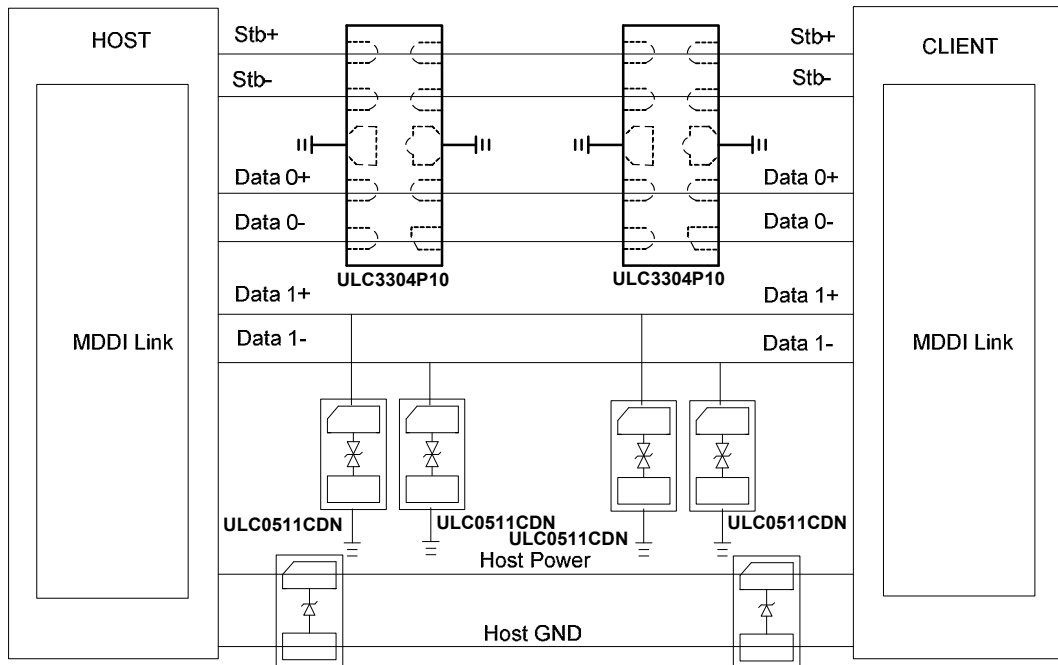 HOST
Stb+
Stb+
CLIENT
Stb-
Stb-
Data 0+
Data 0+
Data 0-
Data 0-
ULC3304P10
ULC3304P10
Data 1+
Data 1+
MDDI Link
Data 1-
Data 1-
MDDI Link
ULC0511CDN
ULC0511CDN
ULC0511CDN
ULC0511CDN
Host Power
Host GND